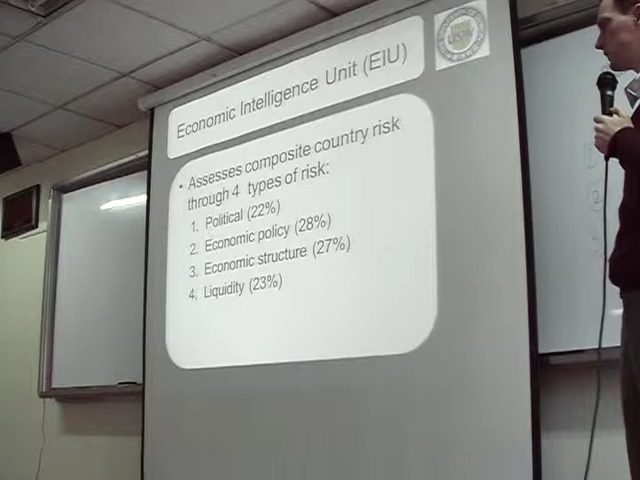 Economic Intelligence Unit (EIU)
• Assesses composite country risk
through 4 types of risk:
1. Political (22%)
2. Economic policy (28%)
3. Economic structure (27%)
4. Liquidity (23%)